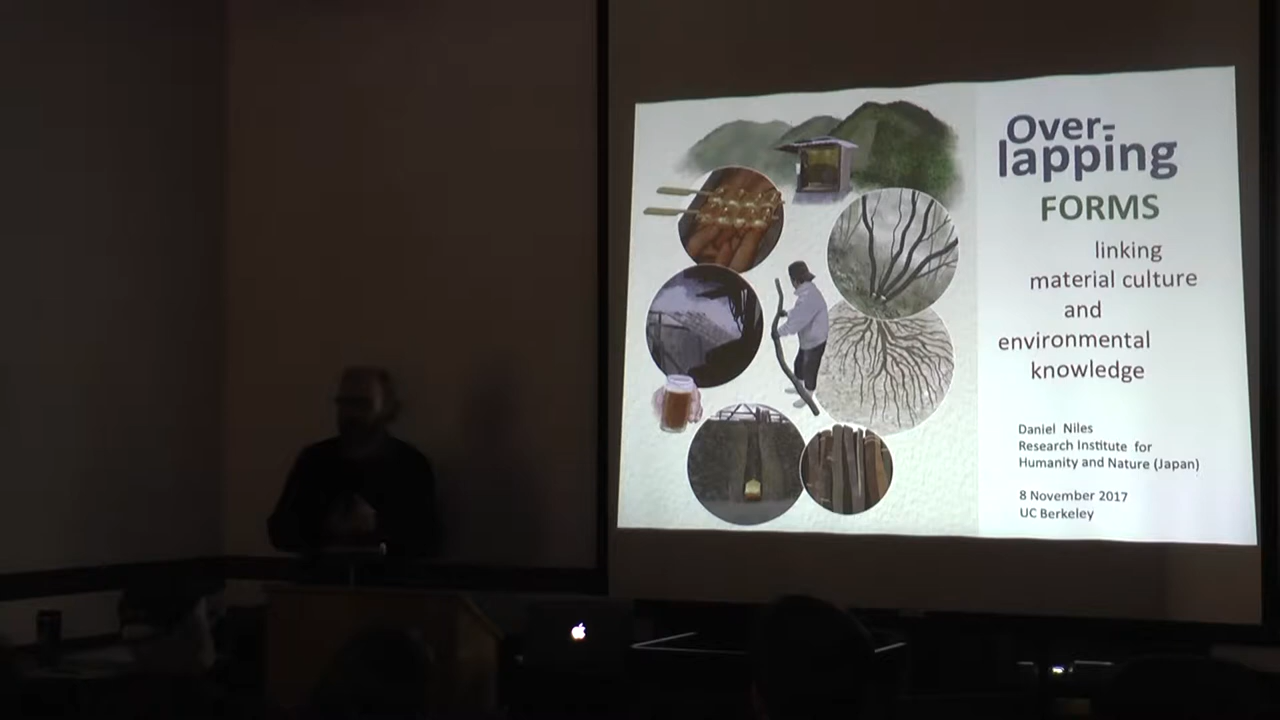 Over-
lapping
FORMS
linking
material culture
and
environmental
knowledge
Daniel Niles
Research Institute for
Humanity and Nature (Japan)
8 November 2017
UC Berkeley